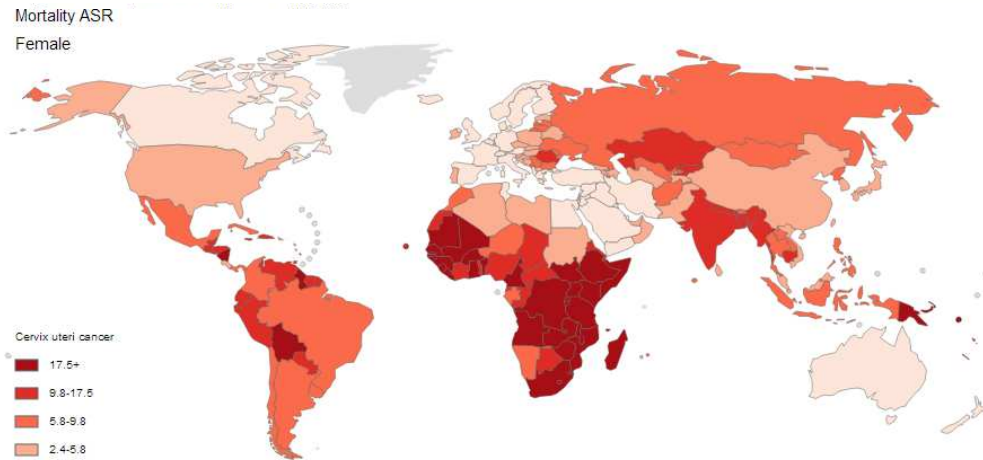 Mortality ASR
Female
Cervix uteri cancer
17.5+
9.8-17.5
5.8-9.8
2.4-5.8